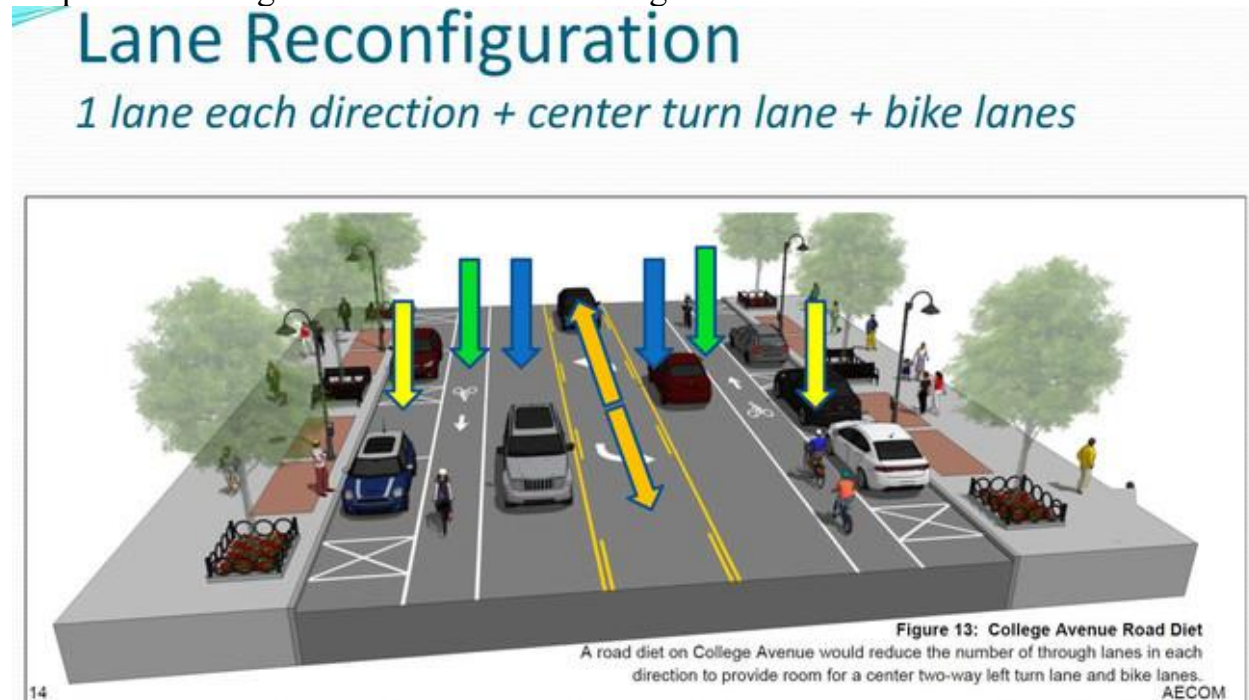 Lane Reconfiguration
1 lane each direction + center turn lane + bike lanes
Figure 13: College Avenue Road Diet
A road diet on College Avenue would reduce the number of through lanes in each
direction to provide room for a center two-way left turn lane and bike lanes.
14
AECOM